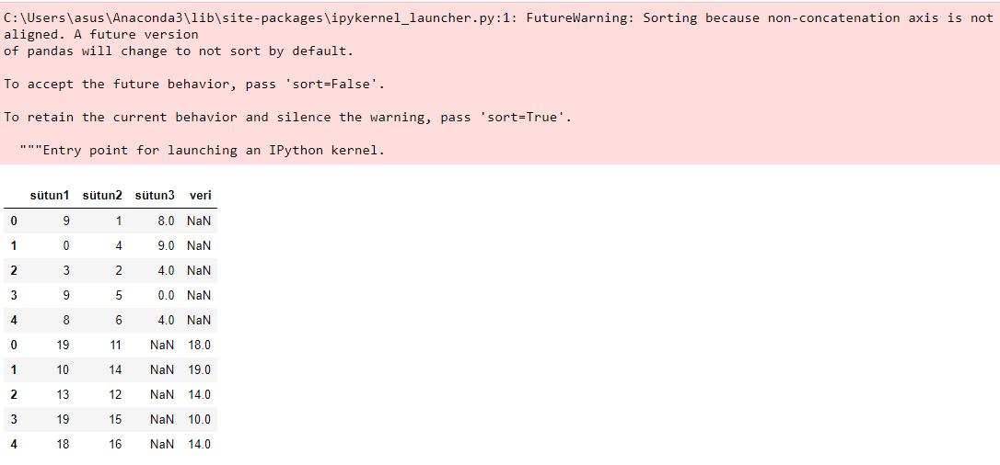 C:\Users\asus\Anaconda3\lib\site-packages\ipykernel_launcher.py:1: FutureWarning: Sorting because non-concatenation axis is not
aligned. A future version
of pandas will change to not sort by default.
To accept the future behavior, pass 'sort=False'.
To retain the current behavior and silence the warning, pass 'sort=True'.
"""Entry point for launching an IPython kernel.
sütun1 sütun2 sütun3 veri
0 9 1 8.0 NaN
1 0 4 9.0 NaN
2 3 2 4.0 NaN
3 9 5 0.0 NaN
4 8 6 4.0 NaN
0 19 11 NaN 18.0
1 10 14 NaN 19.0
2 13 12 NaN 14.0
3 19 15 NaN 10.0
4 18 16 NaN 14.0